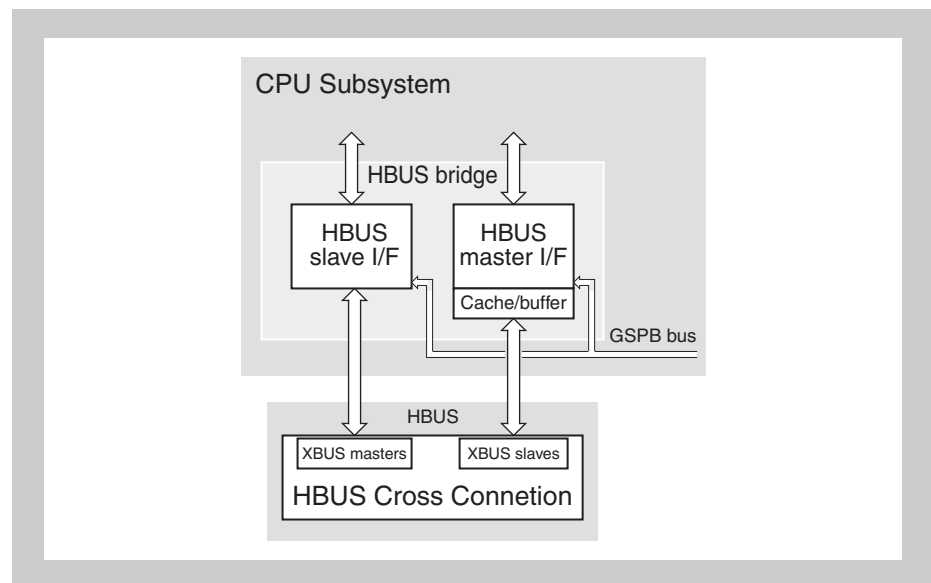 CPU Subsystem
HBUS bridge
HBUS
slave I/F
HBUS
master I/F
Cache/buffer
GSPB bus
HBUS
XBUS masters
XBUS slaves
HBUS Cross Connetion